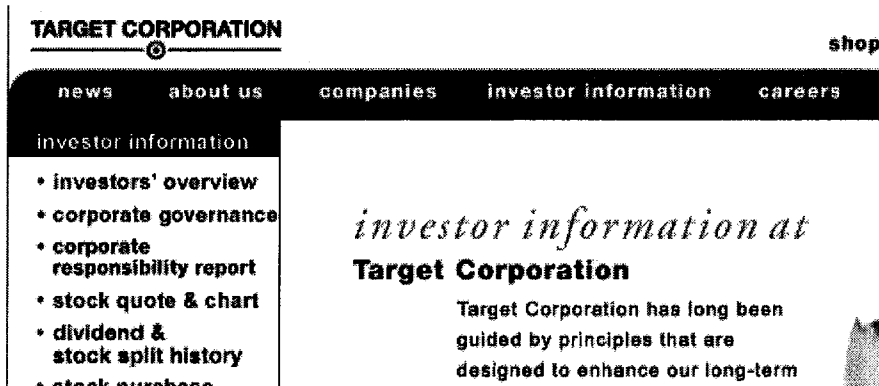 TARGET CORPORATION
shop
news about us companies investor information careers
investor information
• investors' overview
• corporate governance
• corporate
responsibility report
• stock quote & chart
• dividend &
stock split history
• stock purchase
investor information at
Target Corporation
Target Corporation has long been
guided by principles that are
designed to enhance our long-term